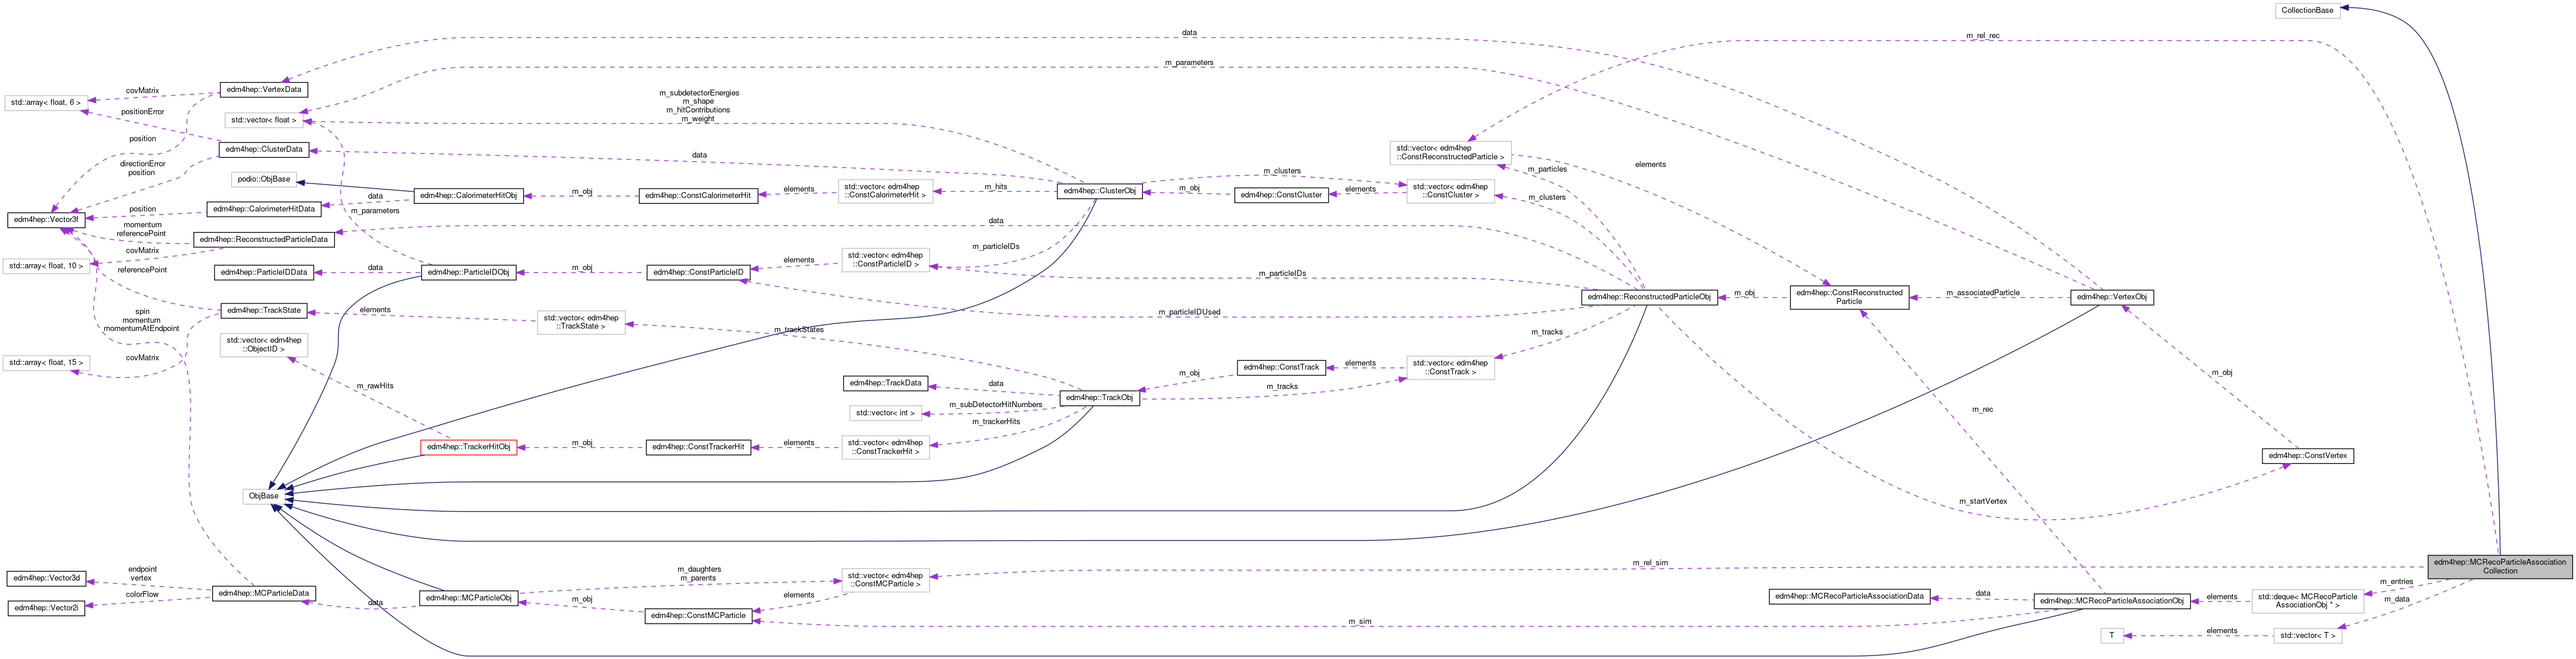 CollectionBase
data
m_rel_rec
m_parameters
edm4hep::VertexData
covMatrix
std::array< float, 6 >
m_subdetectorEnergies
m_shape
m_hitContributions
m_weight
positionError
std::vector< float >
position
edm4hep::ClusterData
data
std::vector< edm4hep
::ConstReconstructedParticle >
elements
directionError
position
m_clusters
m_particles
podio::ObjBase
edm4hep::CalorimeterHitObj
m_obj
edm4hep::ConstCalorimeterHit
elements
std::vector< edm4hep
::ConstCalorimeterHit >
m_hits
edm4hep::ClusterObj
m_obj
edm4hep::ConstCluster
elements
std::vector< edm4hep
::ConstCluster >
m_clusters
data
edm4hep::CalorimeterHitData
position
m_parameters
edm4hep::Vector3f
momentum
referencePoint
data
edm4hep::ReconstructedParticleData
m_particleIDs
covMatrix
std::array< float, 10 >
referencePoint
edm4hep::ParticleIDData
data
edm4hep::ParticleIDObj
m_obj
edm4hep::ConstParticleID
elements
std::vector< edm4hep
::ConstParticleID >
m_particleIDs
edm4hep::ReconstructedParticleObj
m_obj
edm4hep::ConstReconstructed
Particle
m_associatedParticle
edm4hep::VertexObj
edm4hep::TrackState
elements
std::vector< edm4hep
::TrackState >
m_trackStates
m_particleIDUsed
spin
momentum
momentumAtEndpoint
std::vector< edm4hep
::ObjectID >
m_tracks
std::array< float, 15 >
covMatrix
m_rawHits
edm4hep::ConstTrack
elements
std::vector< edm4hep
::ConstTrack >
m_obj
m_obj
edm4hep::TrackData
data
m_tracks
edm4hep::TrackObj
std::vector< int >
m_subDetectorHitNumbers
m_rec
m_trackerHits
edm4hep::TrackerHitObj
m_obj
edm4hep::ConstTrackerHit
elements
std::vector< edm4hep
::ConstTrackerHit >
edm4hep::ConstVertex
ObjBase
m_startVertex
m_rel_sim
edm4hep::MCRecoParticleAssociation
Collection
endpoint
vertex
edm4hep::Vector3d
m_daughters
m_parents
std::vector< edm4hep
::ConstMCParticle >
m_entries
colorFlow
edm4hep::MCParticleData
data
edm4hep::MCParticleObj
m_obj
elements
edm4hep::ConstMCParticle
edm4hep::MCRecoParticleAssociationData
data
edm4hep::MCRecoParticleAssociationObj
elements
std::deque< MCRecoParticle
AssociationObj * >
m_data
edm4hep::Vector2i
m_sim
T
elements
std::vector< T >